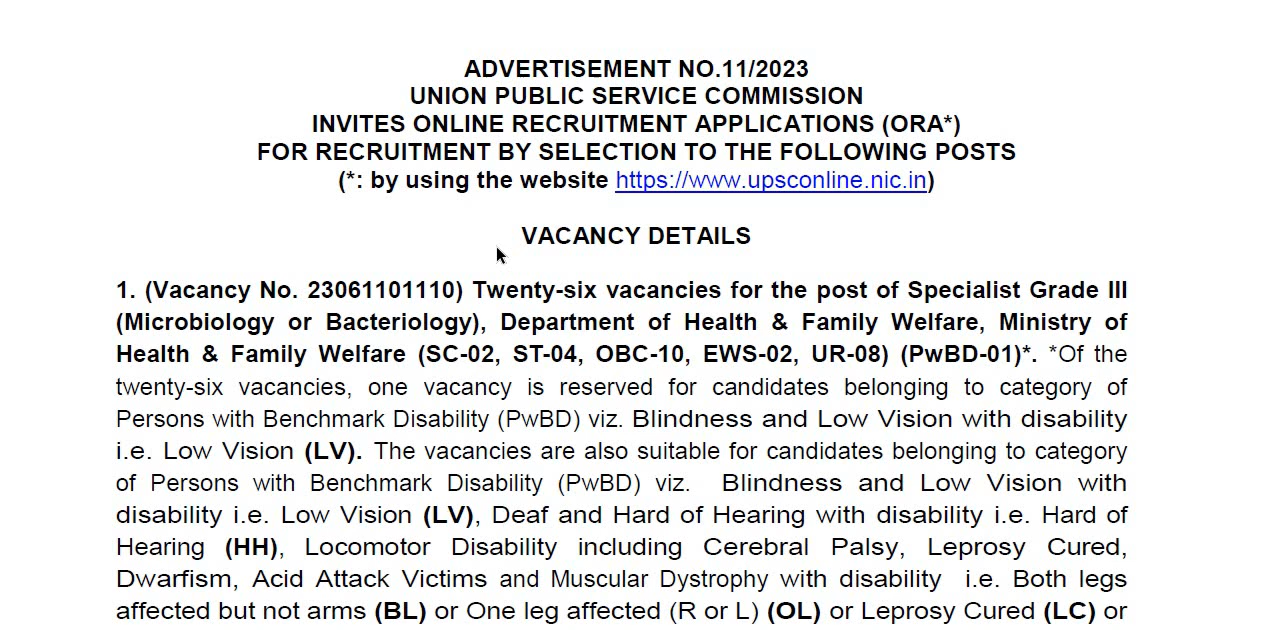 ADVERTISEMENT NO.11/2023
UNION PUBLIC SERVICE COMMISSION
INVITES ONLINE RECRUITMENT APPLICATIONS (ORA*)
FOR RECRUITMENT BY SELECTION TO THE FOLLOWING POSTS
(*: by using the website https://www.upsconline.nic.in)
VACANCY DETAILS
1. (Vacancy No. 23061101110) Twenty-six vacancies for the post of Specialist Grade III
(Microbiology or Bacteriology), Department of Health & Family Welfare, Ministry of
Health & Family Welfare (SC-02, ST-04, OBC-10, EWS-02, UR-08) (PwBD-01)*. *Of the
twenty-six vacancies, one vacancy is reserved for candidates belonging to category of
Persons with Benchmark Disability (PwBD) viz. Blindness and Low Vision with disability
i.e. Low Vision (LV). The vacancies are also suitable for candidates belonging to category
of Persons with Benchmark Disability (PwBD) viz. Blindness and Low Vision with
disability i.e. Low Vision (LV), Deaf and Hard of Hearing with disability i.e. Hard of
Hearing (HH), Locomotor Disability including Cerebral Palsy, Leprosy Cured,
Dwarfism, Acid Attack Victims and Muscular Dystrophy with disability i.e. Both legs
affected but not arms (BL) or One leg affected (R or L) (OL) or Leprosy Cured (LC) or